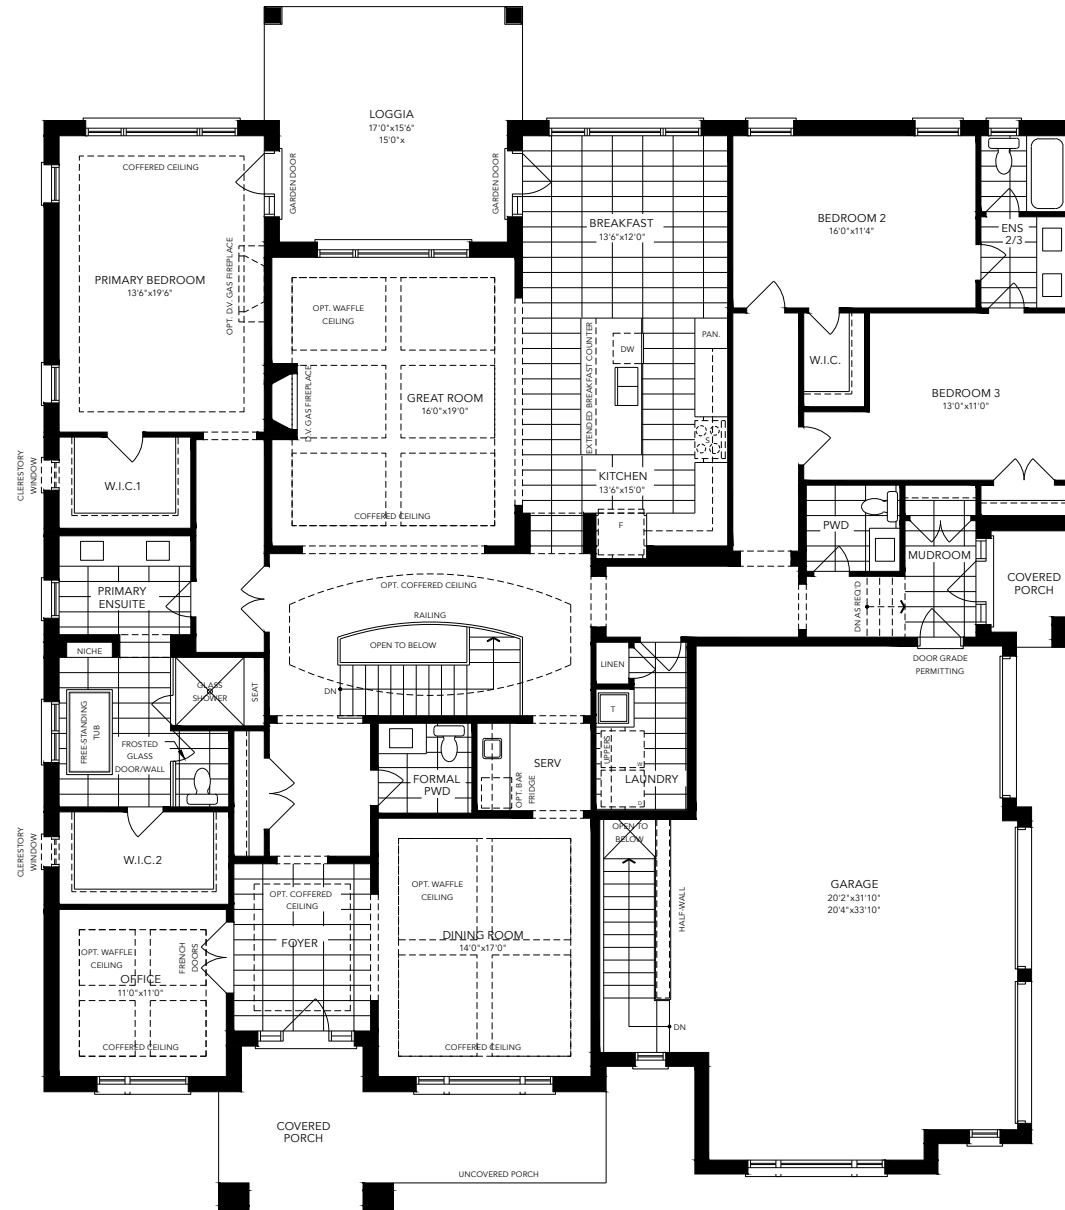 LOGGIA
17'0"x15'6"
15'0"x
COFFERED CEILING
GARDEN DOOR
GARDEN DOOR
BREAKFAST
13'6"x12'0"
BEDROOM 2
16'0"x11'4"
ENS
2/3
PRIMARY BEDROOM
13'6"x19'6"
OPT. D.V. GAS FIREPLACE
OPT. WAFFLE
CEILING
GREAT ROOM
16'0"x19'0"
D.V. GAS FIREPLACE
COFFERED CEILING
EXTENDED BREAKFAST COUNTER
DW
PAN.
S
KITCHEN
13'6"x15'0"
F
W.I.C.
BEDROOM 3
13'0"x11'0"
CLERESTORY
WINDOW
W.I.C.1
PWD
MUDROOM
COVERED
PORCH
PRIMARY
ENSUITE
OPT. COFFERED CEILING
RAILING
OPEN TO BELOW
DN
DN AS REQ'D
DOOR GRADE
PERMITTING
NICHE
GLASS
SHOWER
SEAT
LINEN
FREE-STANDING
TUB
FROSTED
GLASS
DOOR/WALL
FORMAL
PWD
SERV
OPT. BAR
FRIDGE
T
UPPERS
W
D
LAUNDRY
CLERESTORY
WINDOW
W.I.C.2
OPEN TO
BELOW
HALF-WALL
DN
GARAGE
20'2"x31'10"
20'4"x33'10"
OPT. COFFERED
CEILING
FOYER
FRENCH
DOORS
OPT. WAFFLE
CEILING
DINING ROOM
14'0"x17'0"
COFFERED CEILING
OPT. WAFFLE
CEILING
OFFICE
11'0"x11'0"
COFFERED CEILING
COVERED
PORCH
UNCOVERED PORCH